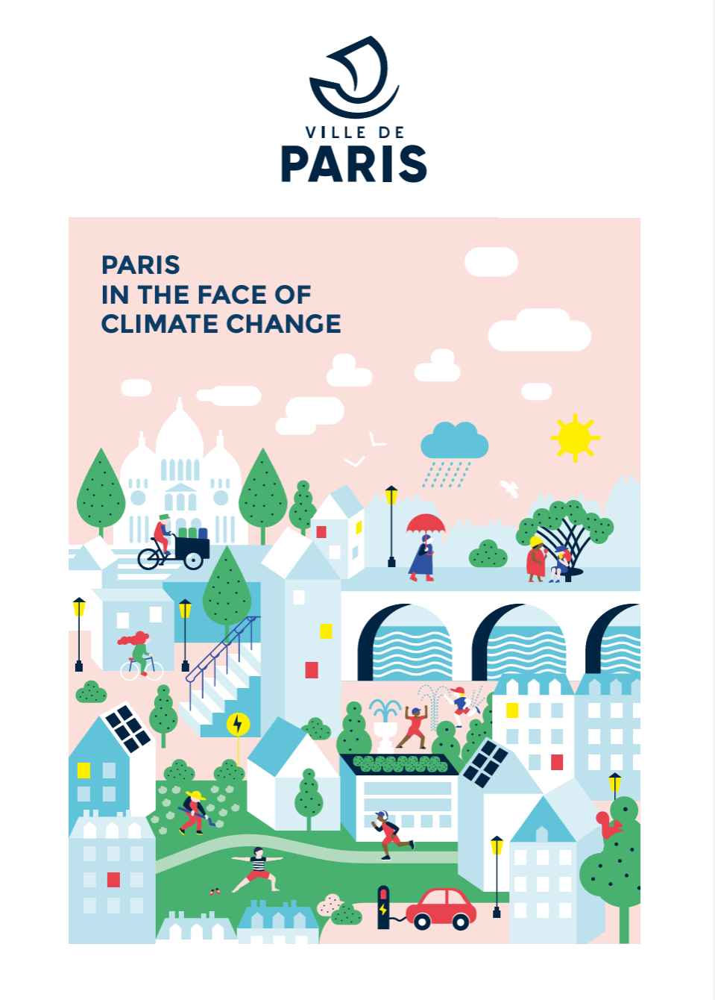 VILLE DE
PARIS
PARIS
IN THE FACE OF
CLIMATE CHANGE